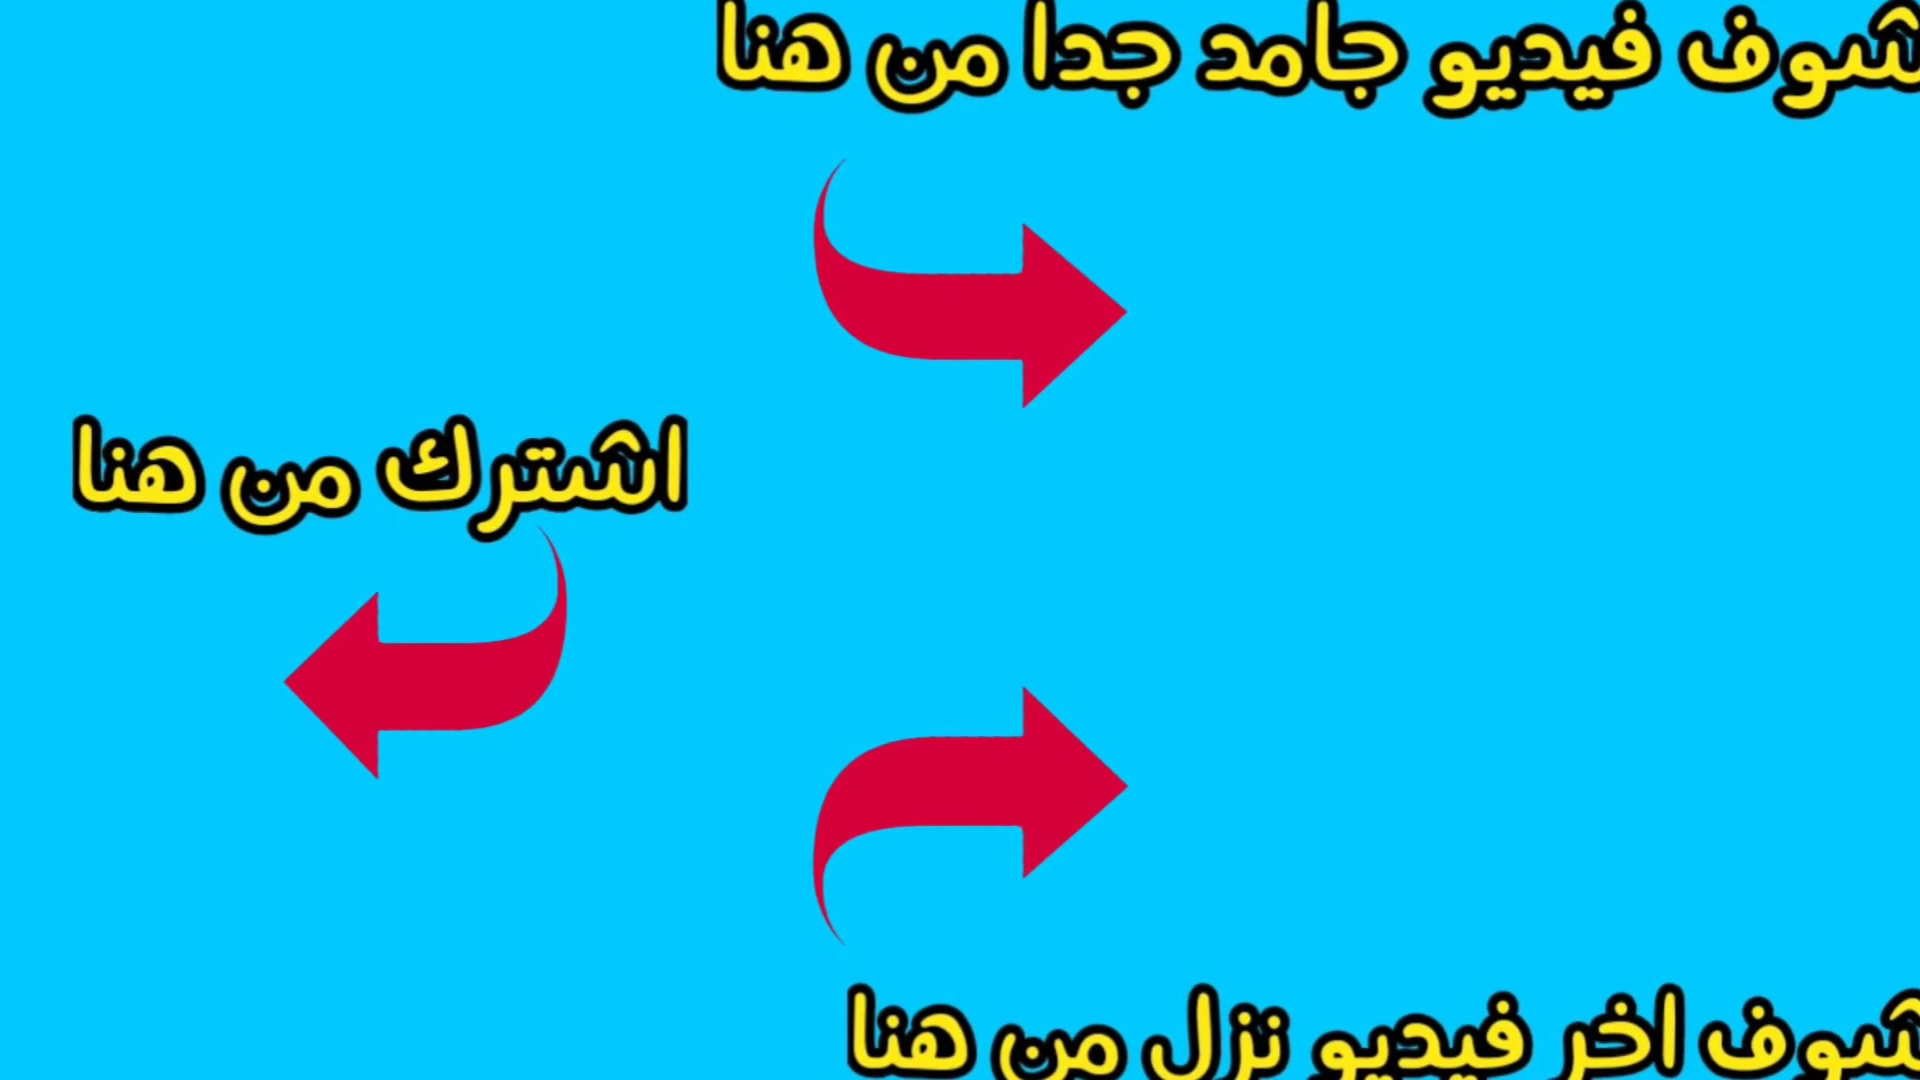 شوف فيديو جامد جدا من هنا
اشترك من هنا
شوف اخر فيديو نزل من هنا